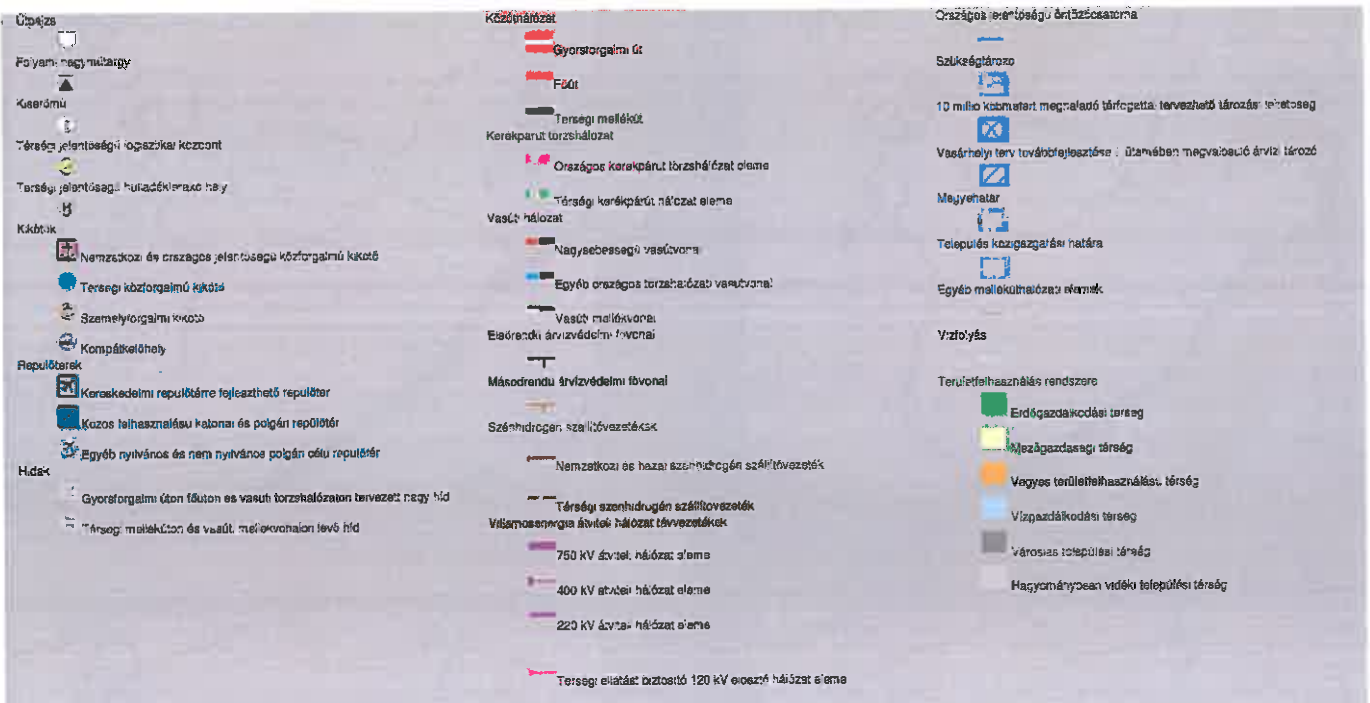 Útpajzs
Folyami nagyműtárgy
Kiserőmű
Térségi jelentőségű logisztikai központ
Térségi jelentőségű hulladéklerakó hely
Kikötők
Nemzetközi és országos jelentőségű közforgalmú kikötő
Térségi közforgalmú kikötő
Személyforgalmi kikötő
Kompátkelőhely
Repülőterek
Kereskedelmi repülőtérré fejleszthető repülőtér
Közös felhasználású katonai és polgári repülőtér
Egyéb nyilvános és nem nyilvános polgári célú repülőtér
Hidak
Gyorsforgalmi úton főúton és vasúti törzshálózaton tervezett nagy híd
Térségi mellékúton és vasúti mellékvonalon levő híd
Közúthálózat
Gyorsforgalmi út
Főút
Térségi mellékút
Kerékpárút törzshálózat
Országos kerékpárút törzshálózat eleme
Térségi kerékpárút hálózat eleme
Vasúti hálózat
Nagysebességű vasútvonal
Egyéb országos törzshálózati vasútvonal
Vasúti mellékvonal
Elsőrendű árvízvédelmi fővonal
Másodrendű árvízvédelmi fővonal
Szénhidrogén szállítóvezetékek
Nemzetközi és hazai szénhidrogén szállítóvezeték
Térségi szénhidrogén szállítóvezeték
Villamosenergia átviteli hálózat távvezetékek
750 kV átviteli hálózat eleme
400 kV átviteli hálózat eleme
220 kV átviteli hálózat eleme
Térségi ellátást biztosító 120 kV elosztó hálózat eleme
Országos jelentőségű öntözőcsatorna
Szükségtározó
10 millió köbmétert meghaladó térfogattal tervezhető tározási lehetőség
Vásárhelyi terv továbbfejlesztése I. ütemében megvalósuló árvízi tározó
Megyehatár
Település közigazgatási határa
Egyéb mellékúthálózati elemek
Vízfolyás
Területfelhasználás rendszere
Erdőgazdálkodási térség
Mezőgazdasági térség
Vegyes területfelhasználású térség
Vízgazdálkodási térség
Városias települési térség
Hagyományosan vidéki települési térség